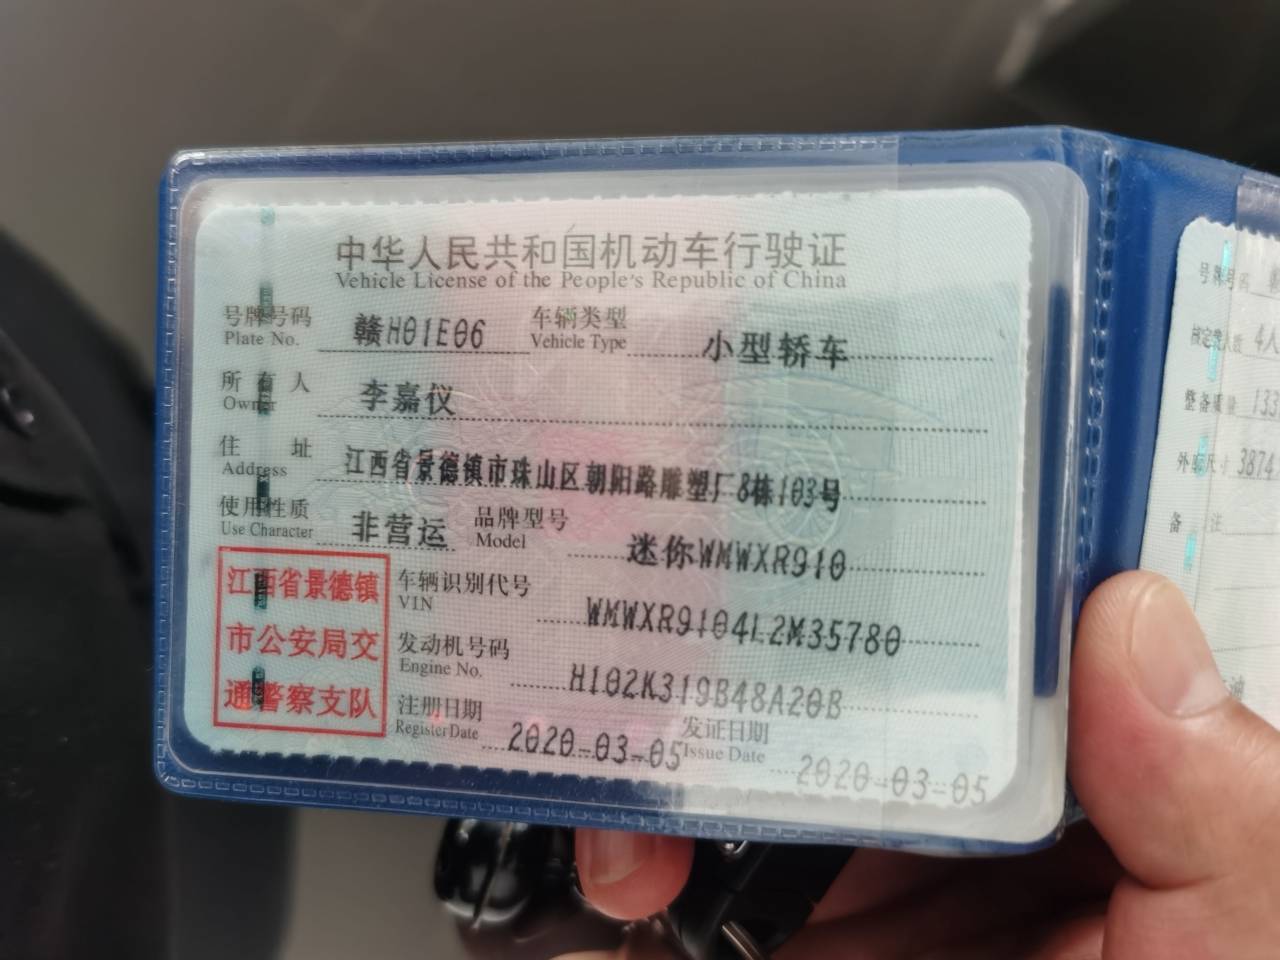 中华人民共和国机动车行驶证
Vehicle License of the People's Republic of China
号牌号码 赣H01E06 车辆类型 小型轿车
Plate No. Vehicle Type
所有人 李嘉仪
Owner
住址 江西省景德镇市珠山区朝阳路雕塑厂8栋103号
Address
使用性质 非营运 品牌型号 迷你WMWXR910
Use Character Model
江西省景德镇
市公安局交
通警察支队
车辆识别代号 WMWXR9104L2M35780
VIN
发动机号码 H102K319B48A20B
Engine No.
注册日期 2020-03-05 发证日期 2020-03-05
Register Date Issue Date
号牌号码
核定载人数 4人
整备质量 133
外廓尺寸 3874
备注